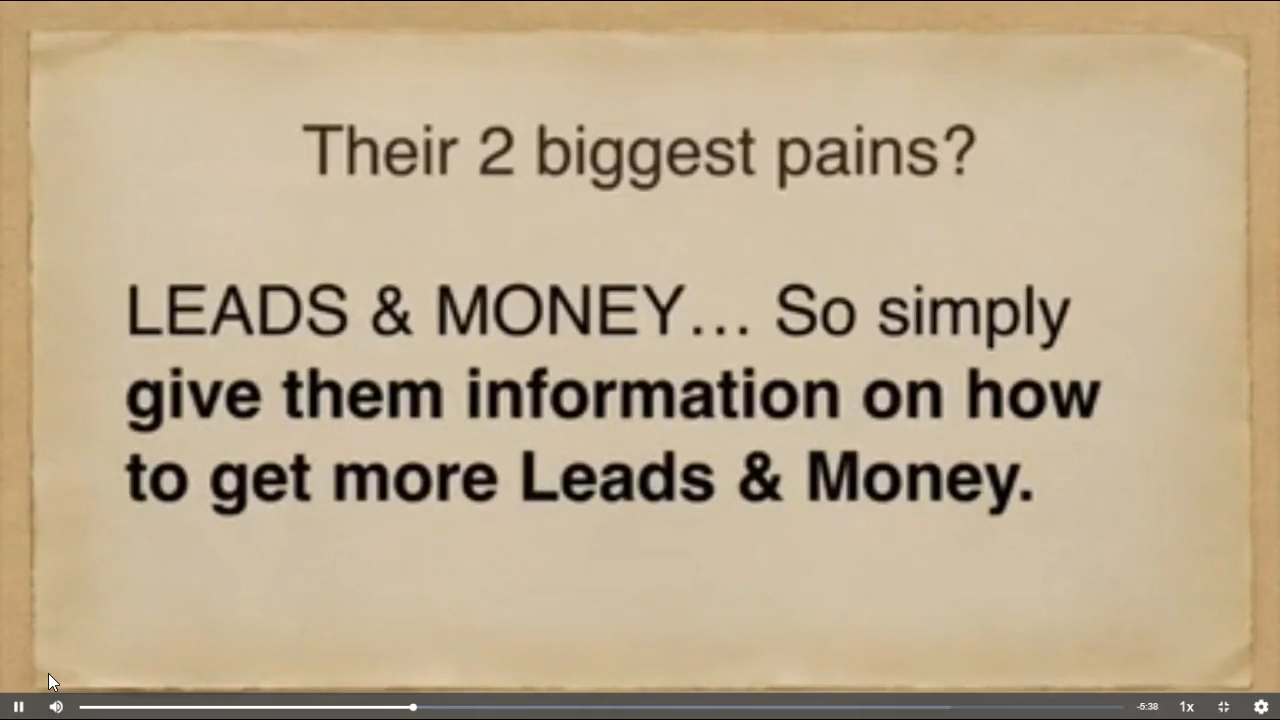 Their 2 biggest pains?
LEADS & MONEY... So simply
give them information on how
to get more Leads & Money.
-5:38
1x